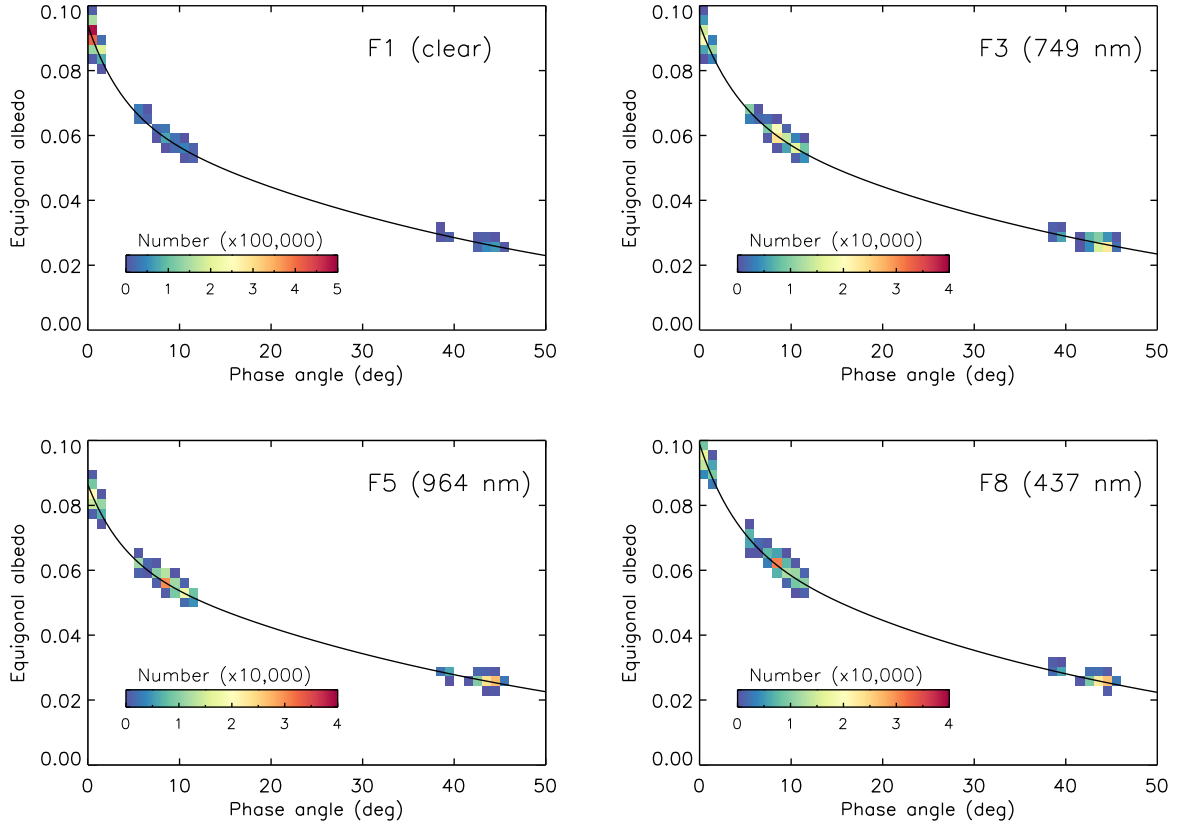 F1 (clear)
Equigonal albedo
0.10
0.08
0.06
0.04
0.02
0.00
Number (x100,000)
0 1 2 3 4 5
0 10 20 30 40 50
Phase angle (deg)
F3 (749 nm)
Equigonal albedo
0.10
0.08
0.06
0.04
0.02
0.00
Number (x10,000)
0 1 2 3 4
0 10 20 30 40 50
Phase angle (deg)
F5 (964 nm)
Equigonal albedo
0.10
0.08
0.06
0.04
0.02
0.00
Number (x10,000)
0 1 2 3 4
0 10 20 30 40 50
Phase angle (deg)
F8 (437 nm)
Equigonal albedo
0.10
0.08
0.06
0.04
0.02
0.00
Number (x10,000)
0 1 2 3 4
0 10 20 30 40 50
Phase angle (deg)